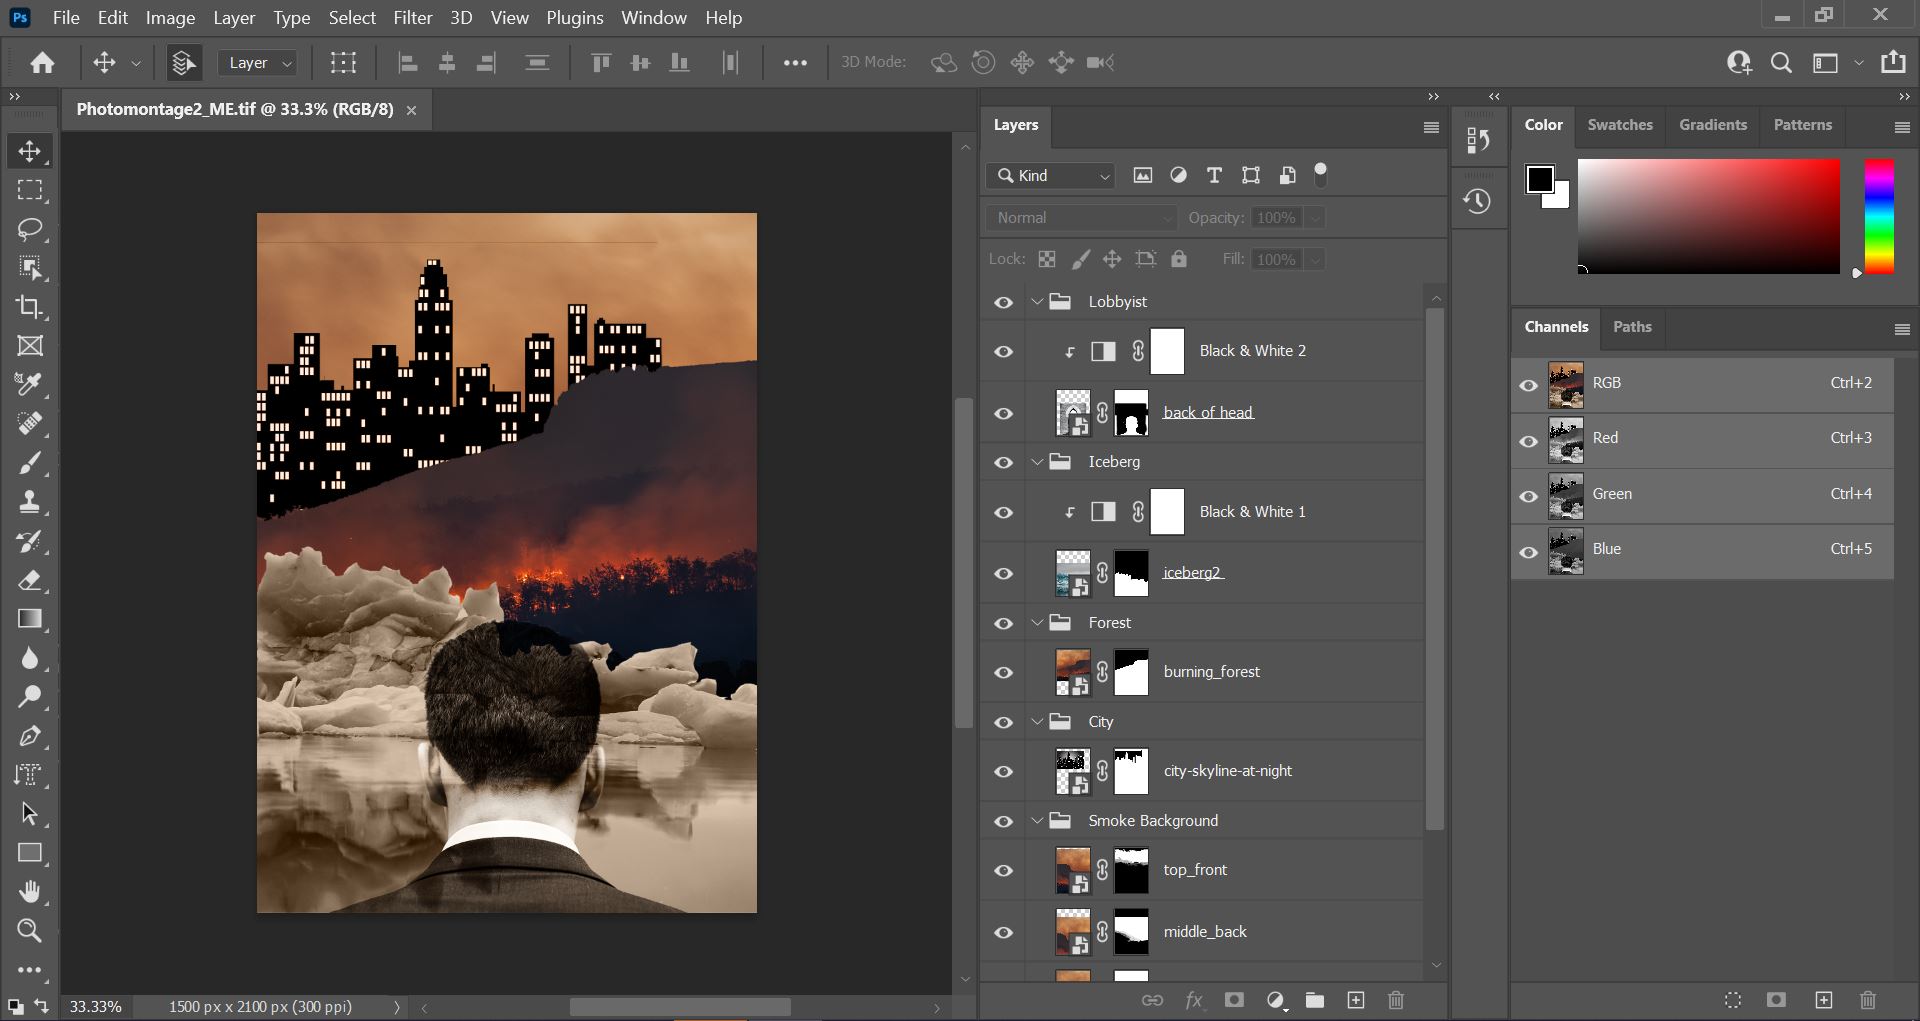 Ps File Edit Image Layer Type Select Filter 3D View Plugins Window Help
Layer 3D Mode:
Photomontage2_ME.tif @ 33.3% (RGB/8)
33.33% 1500 px x 2100 px (300 ppi)
Layers
Kind
Normal Opacity: 100%
Lock: Fill: 100%
Lobbyist
Black & White 2
back of head
Iceberg
Black & White 1
iceberg2
Forest
burning_forest
City
city-skyline-at-night
Smoke Background
top_front
middle_back
fx
Color Swatches Gradients Patterns
Channels Paths
RGB Ctrl+2
Red Ctrl+3
Green Ctrl+4
Blue Ctrl+5